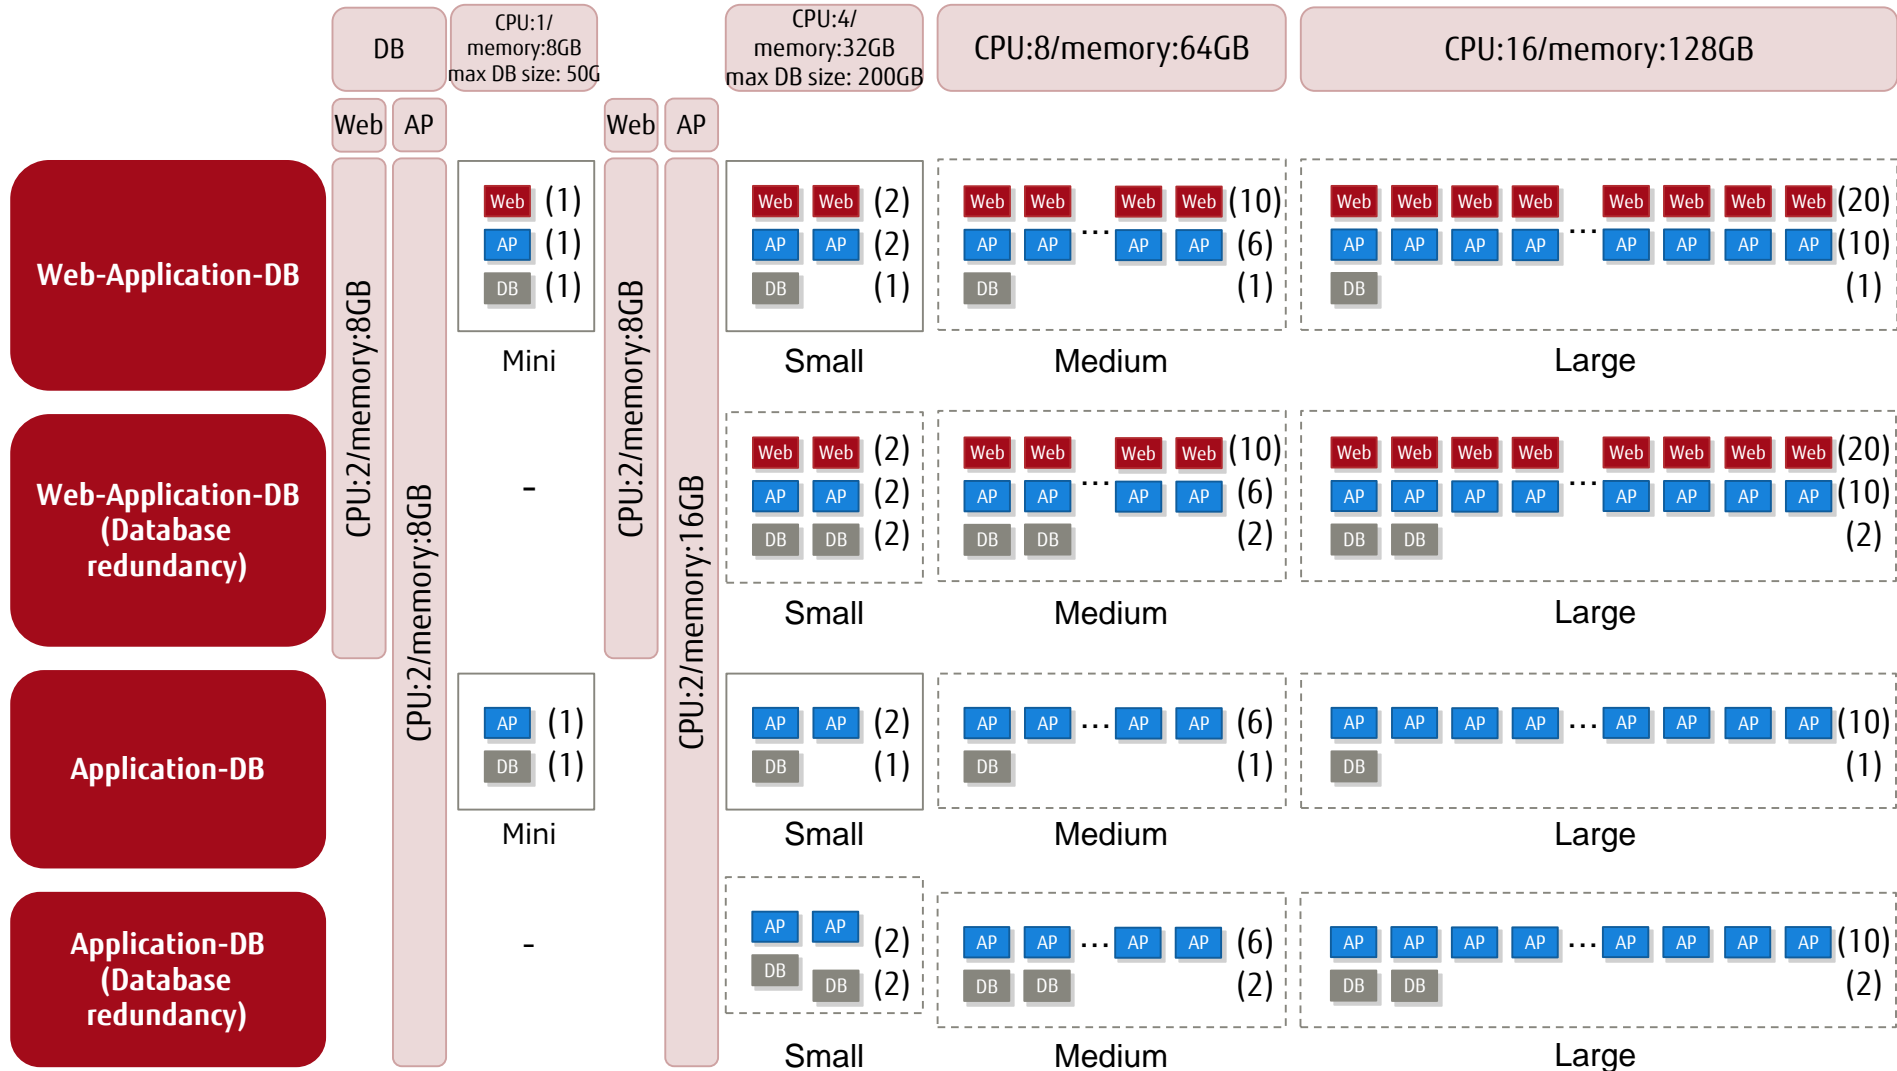 DB
CPU:1/
memory:8GB
max DB size: 50G
CPU:4/
memory:32GB
max DB size: 200GB
CPU:8/memory:64GB
CPU:16/memory:128GB
Web AP
Web AP
CPU:2/memory:8GB
CPU:2/memory:8GB
CPU:2/memory:8GB
CPU:2/memory:16GB
Web-Application-DB
Web (1)
AP (1)
DB (1)
Mini
Web Web (2)
AP AP (2)
DB (1)
Small
Web Web Web Web (10)
AP AP ... AP AP (6)
DB (1)
Medium
Web Web Web Web Web Web Web Web (20)
AP AP AP AP ... AP AP AP AP (10)
DB (1)
Large
Web-Application-DB
(Database
redundancy)
-
Web Web (2)
AP AP (2)
DB DB (2)
Small
Web Web Web Web (10)
AP AP ... AP AP (6)
DB DB (2)
Medium
Web Web Web Web Web Web Web Web (20)
AP AP AP AP ... AP AP AP AP (10)
DB DB (2)
Large
Application-DB
AP (1)
DB (1)
Mini
AP AP (2)
DB (1)
Small
AP AP ... AP AP (6)
DB (1)
Medium
AP AP AP AP ... AP AP AP AP (10)
DB (1)
Large
Application-DB
(Database
redundancy)
-
AP AP (2)
DB DB (2)
Small
AP AP ... AP AP (6)
DB DB (2)
Medium
AP AP AP AP ... AP AP AP AP (10)
DB DB (2)
Large